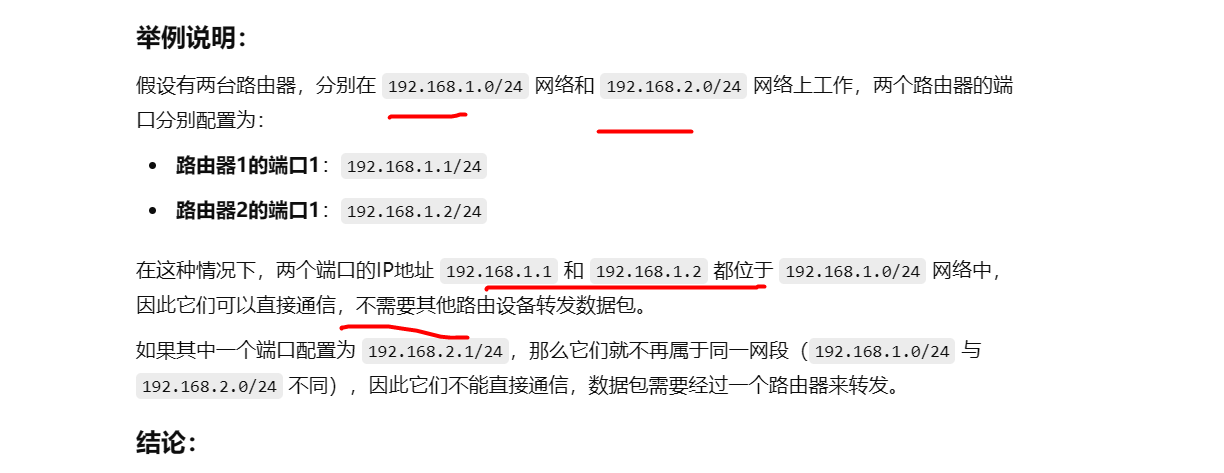 举例说明：
假设有两台路由器，分别在 192.168.1.0/24 网络和 192.168.2.0/24 网络上工作，两个路由器的端
口分别配置为：
• 路由器1的端口1： 192.168.1.1/24
• 路由器2的端口1： 192.168.1.2/24
在这种情况下，两个端口的IP地址 192.168.1.1 和 192.168.1.2 都位于 192.168.1.0/24 网络中，
因此它们可以直接通信，不需要其他路由设备转发数据包。
如果其中一个端口配置为 192.168.2.1/24，那么它们就不再属于同一网段（192.168.1.0/24 与
192.168.2.0/24 不同），因此它们不能直接通信，数据包需要经过一个路由器来转发。
结论：